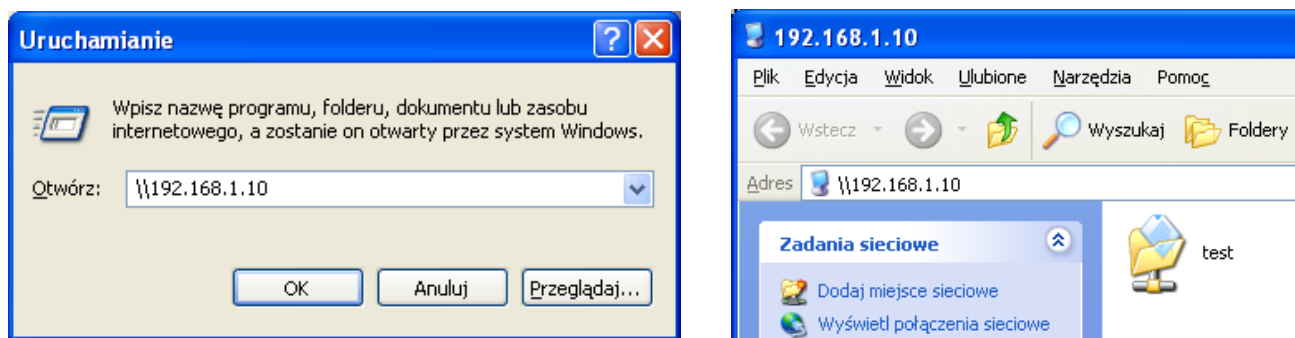 Uruchamianie
Wpisz nazwę programu, folderu, dokumentu lub zasobu
internetowego, a zostanie on otwarty przez system Windows.
Otwórz: \\192.168.1.10
OK Anuluj Przeglądaj...
192.168.1.10
Plik Edycja Widok Ulubione Narzędzia Pomoc
Wstecz Wyszukaj Foldery
Adres \\192.168.1.10
Zadania sieciowe
test
Dodaj miejsce sieciowe
Wyświetl połączenia sieciowe